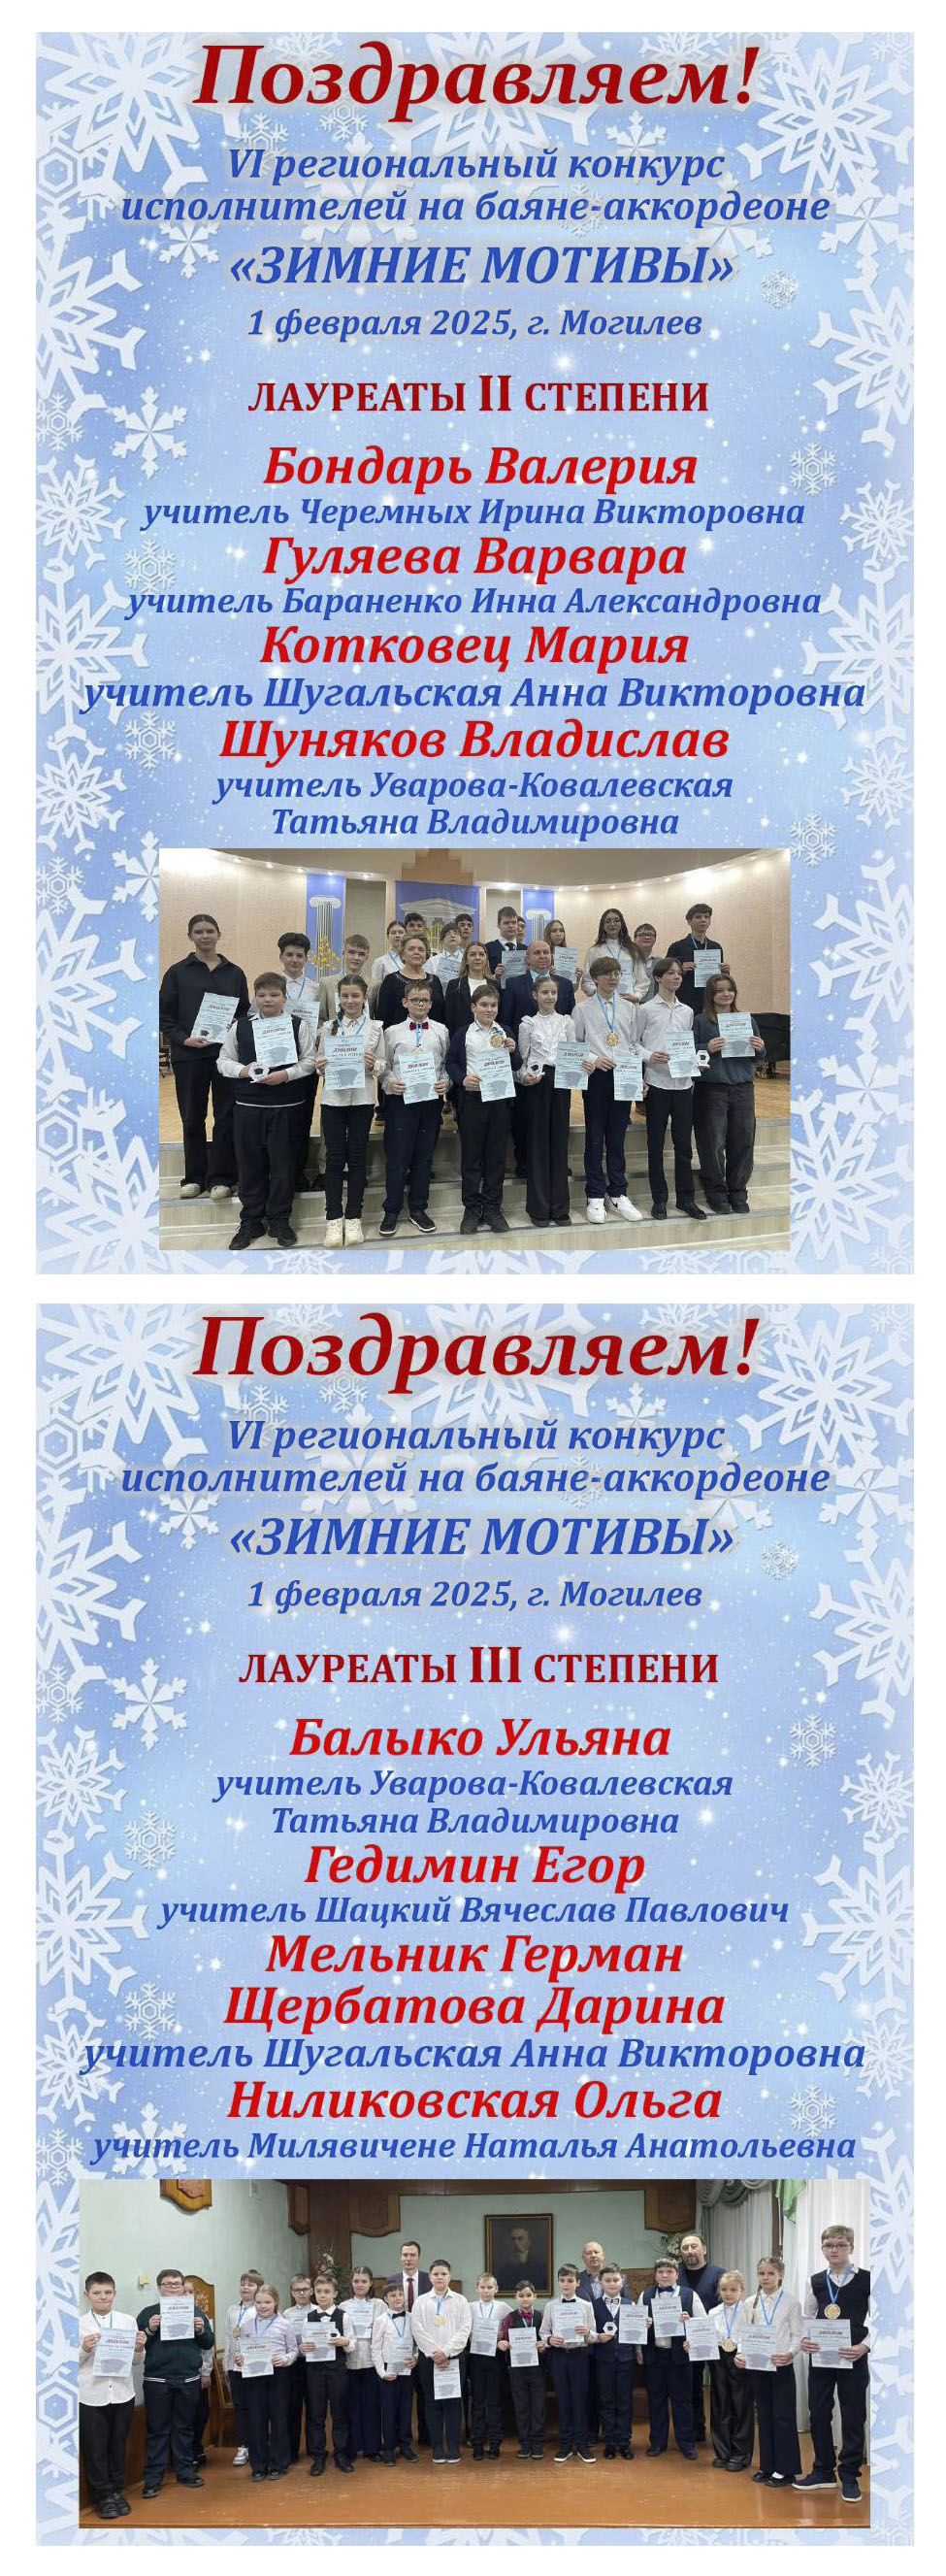 Поздравляем!
VI региональный конкурс
исполнителей на баяне-аккордеоне
«ЗИМНИЕ МОТИВЫ»
1 февраля 2025, г. Могилев
ЛАУРЕАТЫ II СТЕПЕНИ
Бондарь Валерия
учитель Черемных Ирина Викторовна
Гуляева Варвара
учитель Бараненко Инна Александровна
Котковец Мария
учитель Шугальская Анна Викторовна
Шуняков Владислав
учитель Уварова-Ковалевская
Татьяна Владимировна
Поздравляем!
VI региональный конкурс
исполнителей на баяне-аккордеоне
«ЗИМНИЕ МОТИВЫ»
1 февраля 2025, г. Могилев
ЛАУРЕАТЫ III СТЕПЕНИ
Балыко Ульяна
учитель Уварова-Ковалевская
Татьяна Владимировна
Гедимин Егор
учитель Шацкий Вячеслав Павлович
Мельник Герман
Щербатова Дарина
учитель Шугальская Анна Викторовна
Ниликовская Ольга
учитель Милявичене Наталья Анатольевна